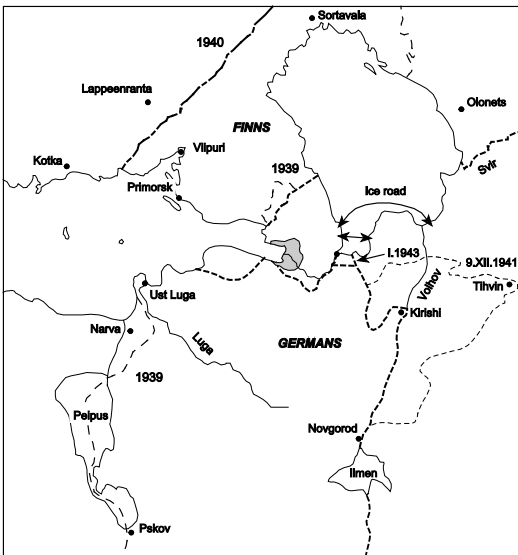 Sortavala
1940
Lappeenranta
Olonets
FINNS
Kotka
Viipuri
Svir
1939
Primorsk
Ice road
I.1943
9.XII.1941
Volhov
Tihvin
Ust Luga
Kirishi
Narva
Luga
GERMANS
1939
Peipus
Novgorod
Ilmen
Pskov